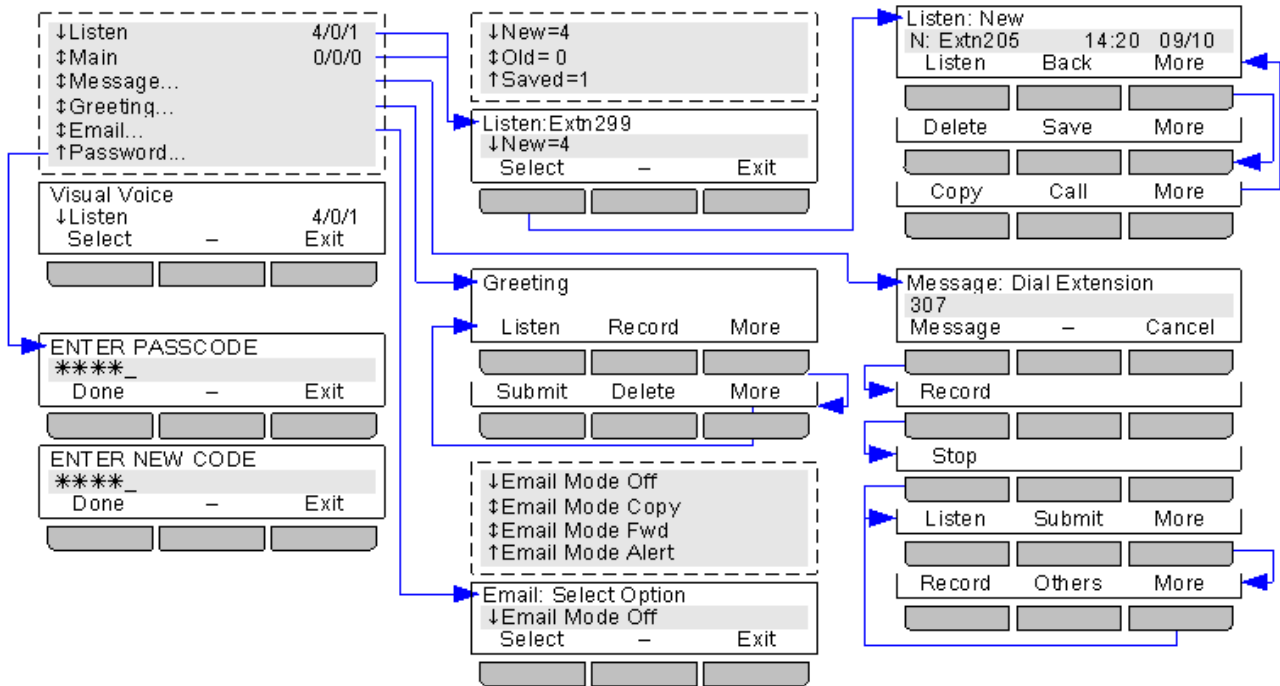 ↓Listen 4/0/1
↕Main 0/0/0
↕Message...
↕Greeting...
↕Email...
↑Password...
Visual Voice
↓Listen 4/0/1
Select – Exit
ENTER PASSCODE
****_
Done – Exit
ENTER NEW CODE
****_
Done – Exit
↓New=4
↕Old= 0
↑Saved=1
Listen:Extn299
↓New=4
Select – Exit
Greeting
Listen Record More
Submit Delete More
↓Email Mode Off
↕Email Mode Copy
↕Email Mode Fwd
↑Email Mode Alert
Email: Select Option
↓Email Mode Off
Select – Exit
Listen: New
N: Extn205 14:20 09/10
Listen Back More
Delete Save More
Copy Call More
Message: Dial Extension
307
Message – Cancel
Record
Stop
Listen Submit More
Record Others More